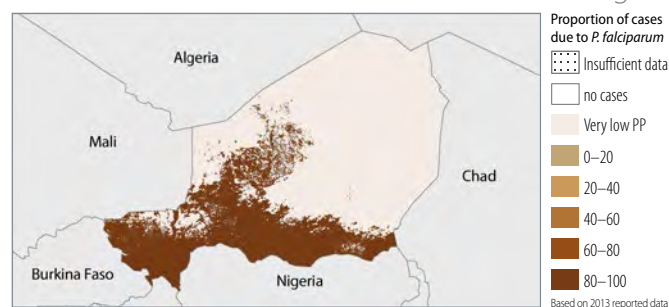 Proportion of cases
due to P. falciparum
Insufficient data
no cases
Very low PP
0–20
20–40
40–60
60–80
80–100
Based on 2013 reported data
Algeria
Mali
Chad
Burkina Faso
Nigeria